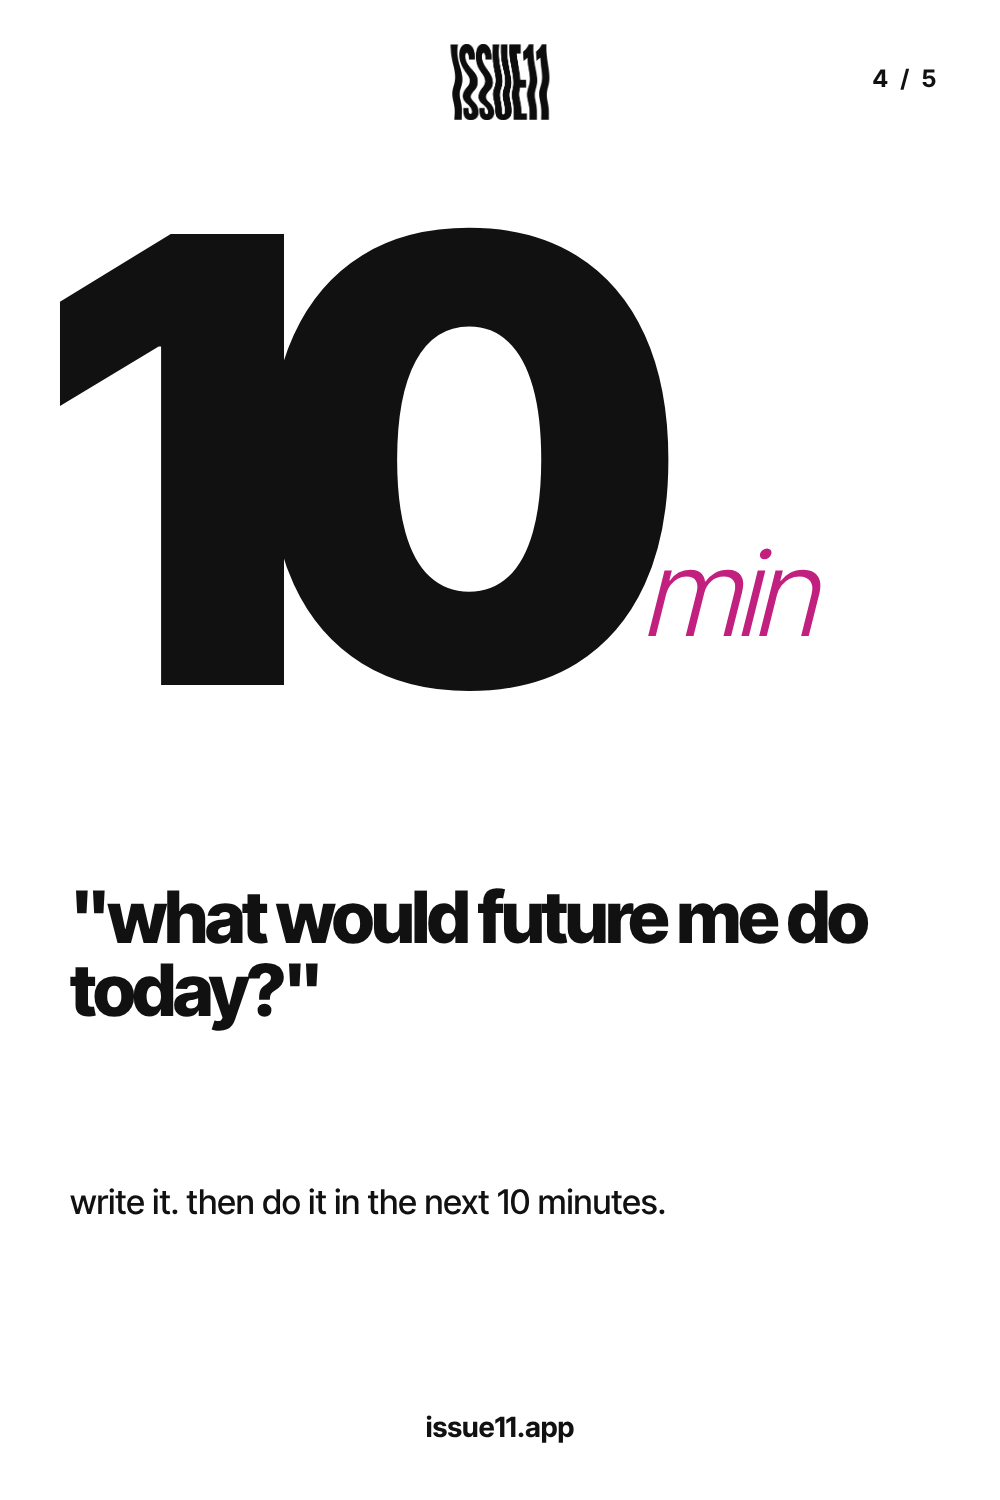 ISSUE11
4 / 5
10 min
"what would future me do
today?"
write it. then do it in the next 10 minutes.
issue11.app